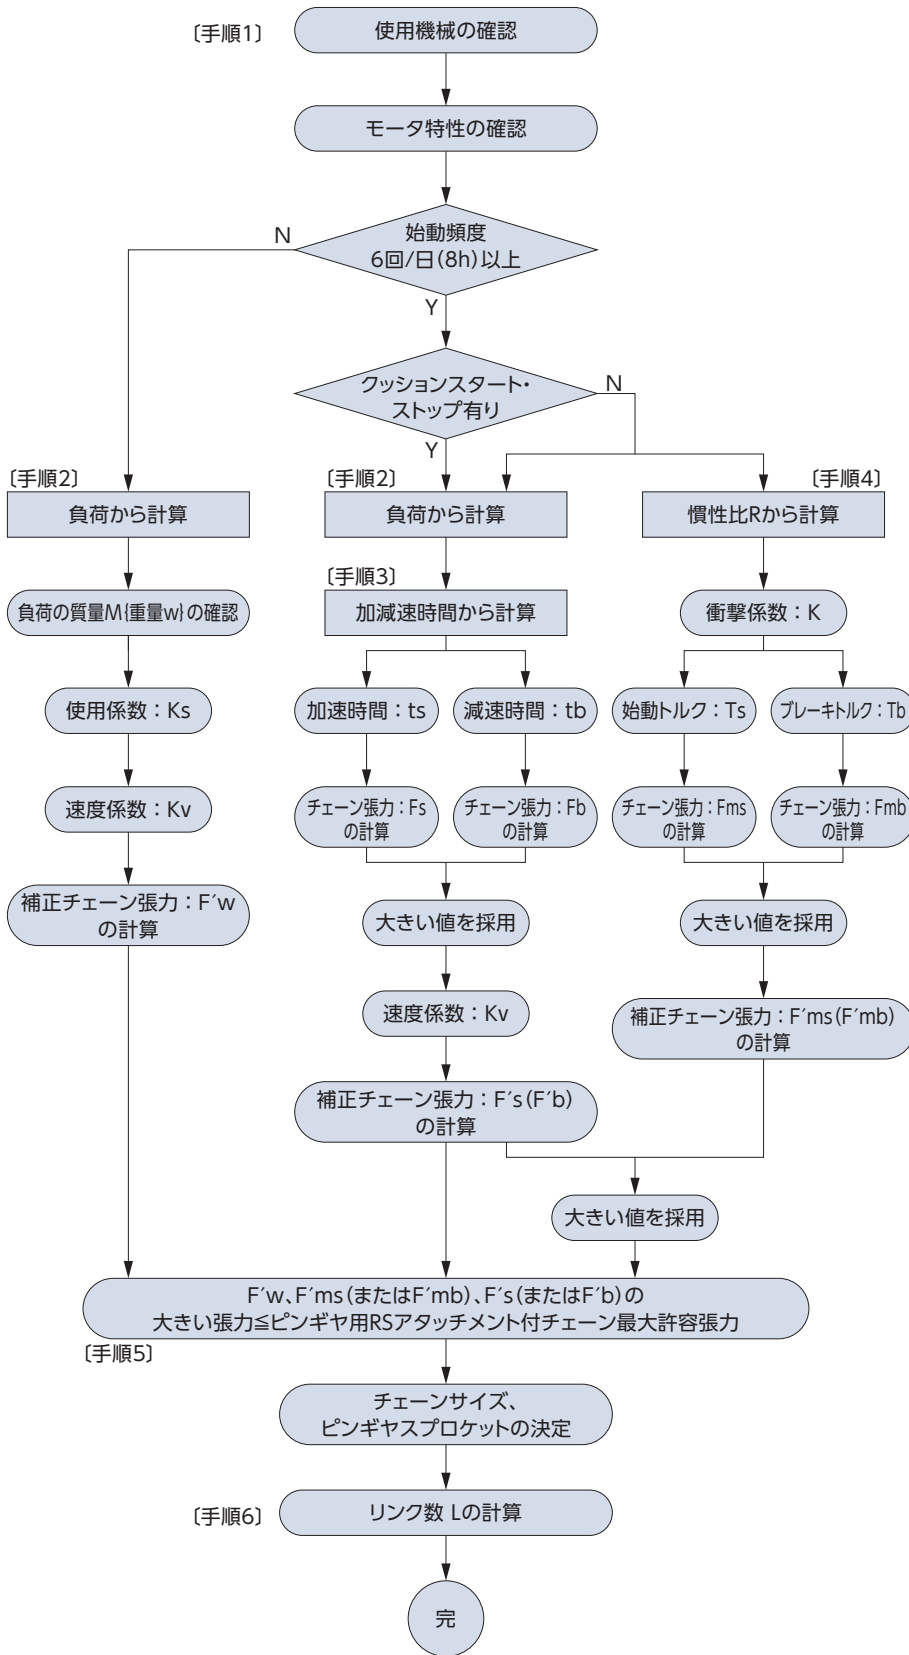 〔手順1〕
使用機械の確認
モータ特性の確認
始動頻度
6回/日(8h)以上
N
Y
クッションスタート・
ストップ有り
N
Y
〔手順2〕
負荷から計算
〔手順2〕
負荷から計算
〔手順4〕
慣性比Rから計算
負荷の質量M{重量w}の確認
〔手順3〕
加減速時間から計算
衝撃係数：K
使用係数：Ks
加速時間：ts
減速時間：tb
始動トルク：Ts
ブレーキトルク：Tb
速度係数：Kv
チェーン張力：Fs
の計算
チェーン張力：Fb
の計算
チェーン張力：Fms
の計算
チェーン張力：Fmb
の計算
補正チェーン張力：F′w
の計算
大きい値を採用
大きい値を採用
速度係数：Kv
補正チェーン張力：F′ms(F′mb)
の計算
補正チェーン張力：F′s(F′b)
の計算
大きい値を採用
F′w、F′ms(またはF′mb)、F′s(またはF′b)の
大きい張力≦ピンギヤ用RSアタッチメント付チェーン最大許容張力
〔手順5〕
チェーンサイズ、
ピンギヤスプロケットの決定
〔手順6〕
リンク数 Lの計算
完